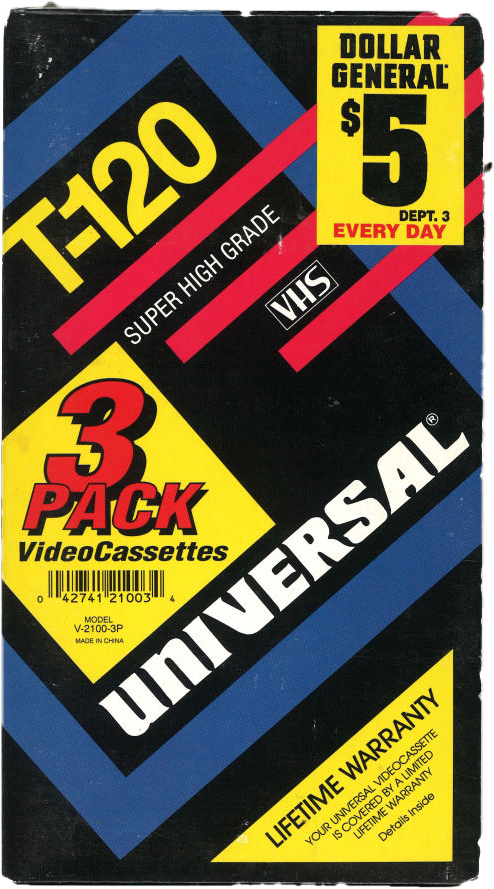 DOLLAR
GENERAL®
$5
DEPT. 3
EVERY DAY
T-120
SUPER HIGH GRADE
VHS
3
PACK
VideoCassettes
0 42741 21003 4
MODEL
V-2100-3P
MADE IN CHINA
UNIVERSAL®
LIFETIME WARRANTY
YOUR UNIVERSAL VIDEOCASSETTE
IS COVERED BY A LIMITED
LIFETIME WARRANTY
Details Inside